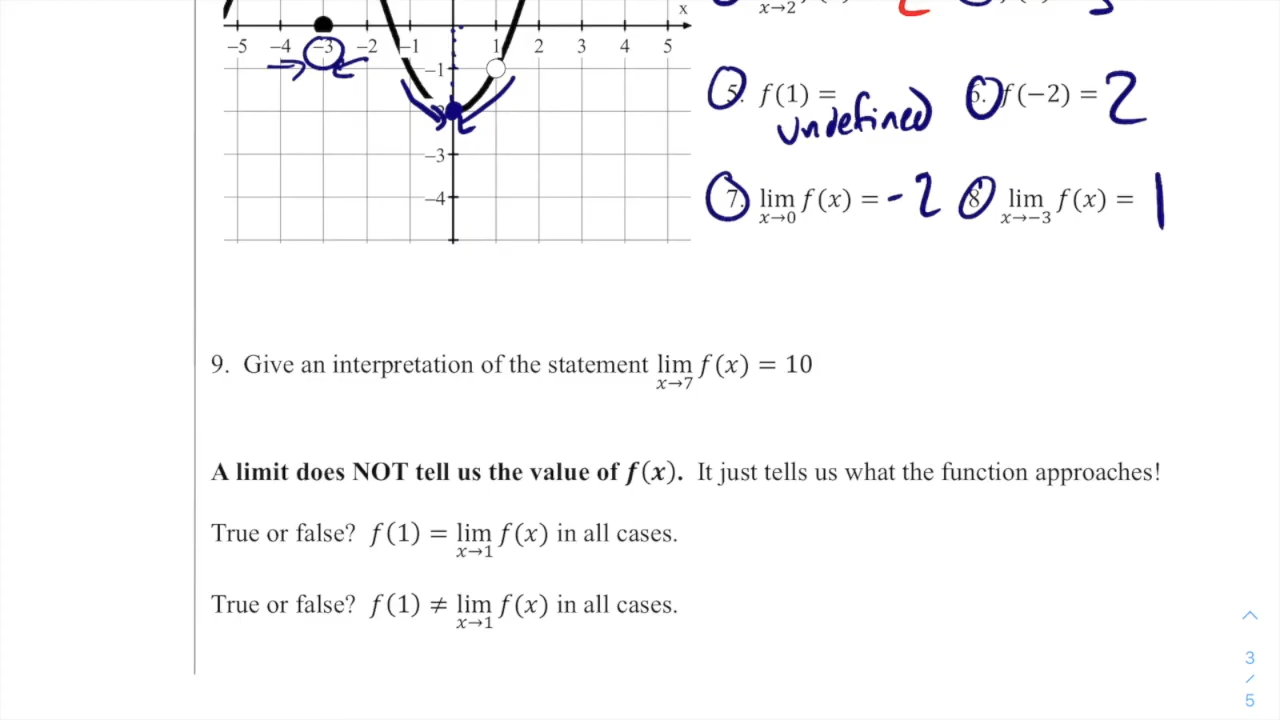 x
x→2
−5 −4 −3 −2 −1 1 2 3 4 5
−1
5. f(1) = undefined 6. f(−2) = 2
−3
7. lim f(x) = -2 8 lim f(x) = 1
x→0 x→−3
−4
9. Give an interpretation of the statement lim f(x) = 10
x→7
A limit does NOT tell us the value of f(x). It just tells us what the function approaches!
True or false? f(1) = lim f(x) in all cases.
x→1
True or false? f(1) ≠ lim f(x) in all cases.
x→1
3
/
5